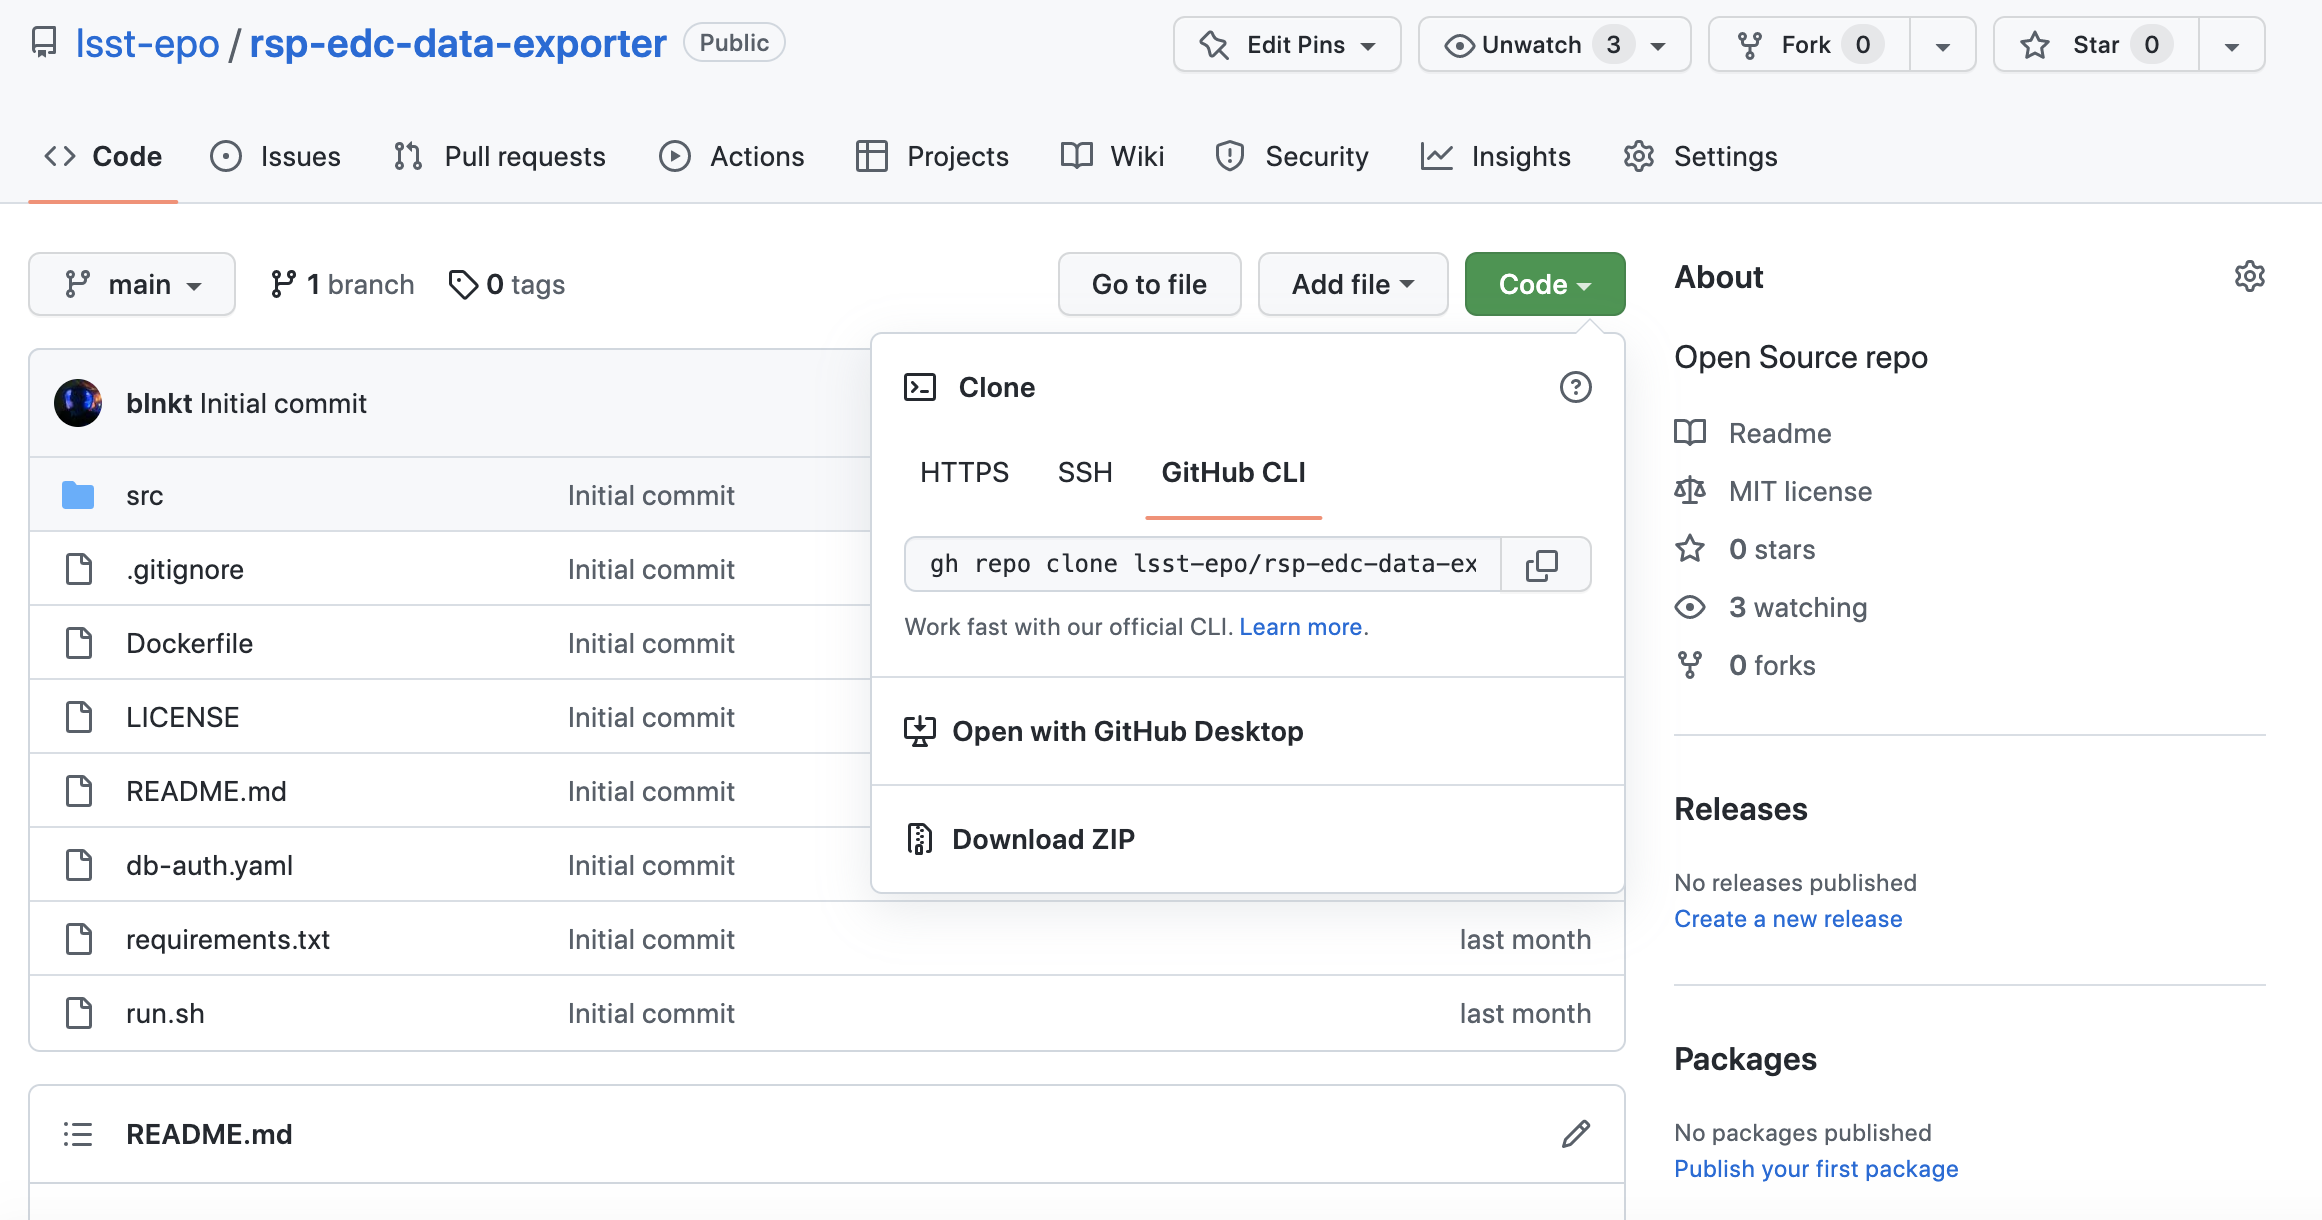 lsst-epo / rsp-edc-data-exporter Public
Edit Pins Unwatch 3 Fork 0 Star 0
Code Issues Pull requests Actions Projects Wiki Security Insights Settings
main 1 branch 0 tags
Go to file Add file Code
blnkt Initial commit
src Initial commit
.gitignore Initial commit
Dockerfile Initial commit
LICENSE Initial commit
README.md Initial commit
db-auth.yaml Initial commit
requirements.txt Initial commit last month
run.sh Initial commit last month
Clone
HTTPS SSH GitHub CLI
gh repo clone lsst-epo/rsp-edc-data-ex
Work fast with our official CLI. Learn more.
Open with GitHub Desktop
Download ZIP
README.md
About
Open Source repo
Readme
MIT license
0 stars
3 watching
0 forks
Releases
No releases published
Create a new release
Packages
No packages published
Publish your first package